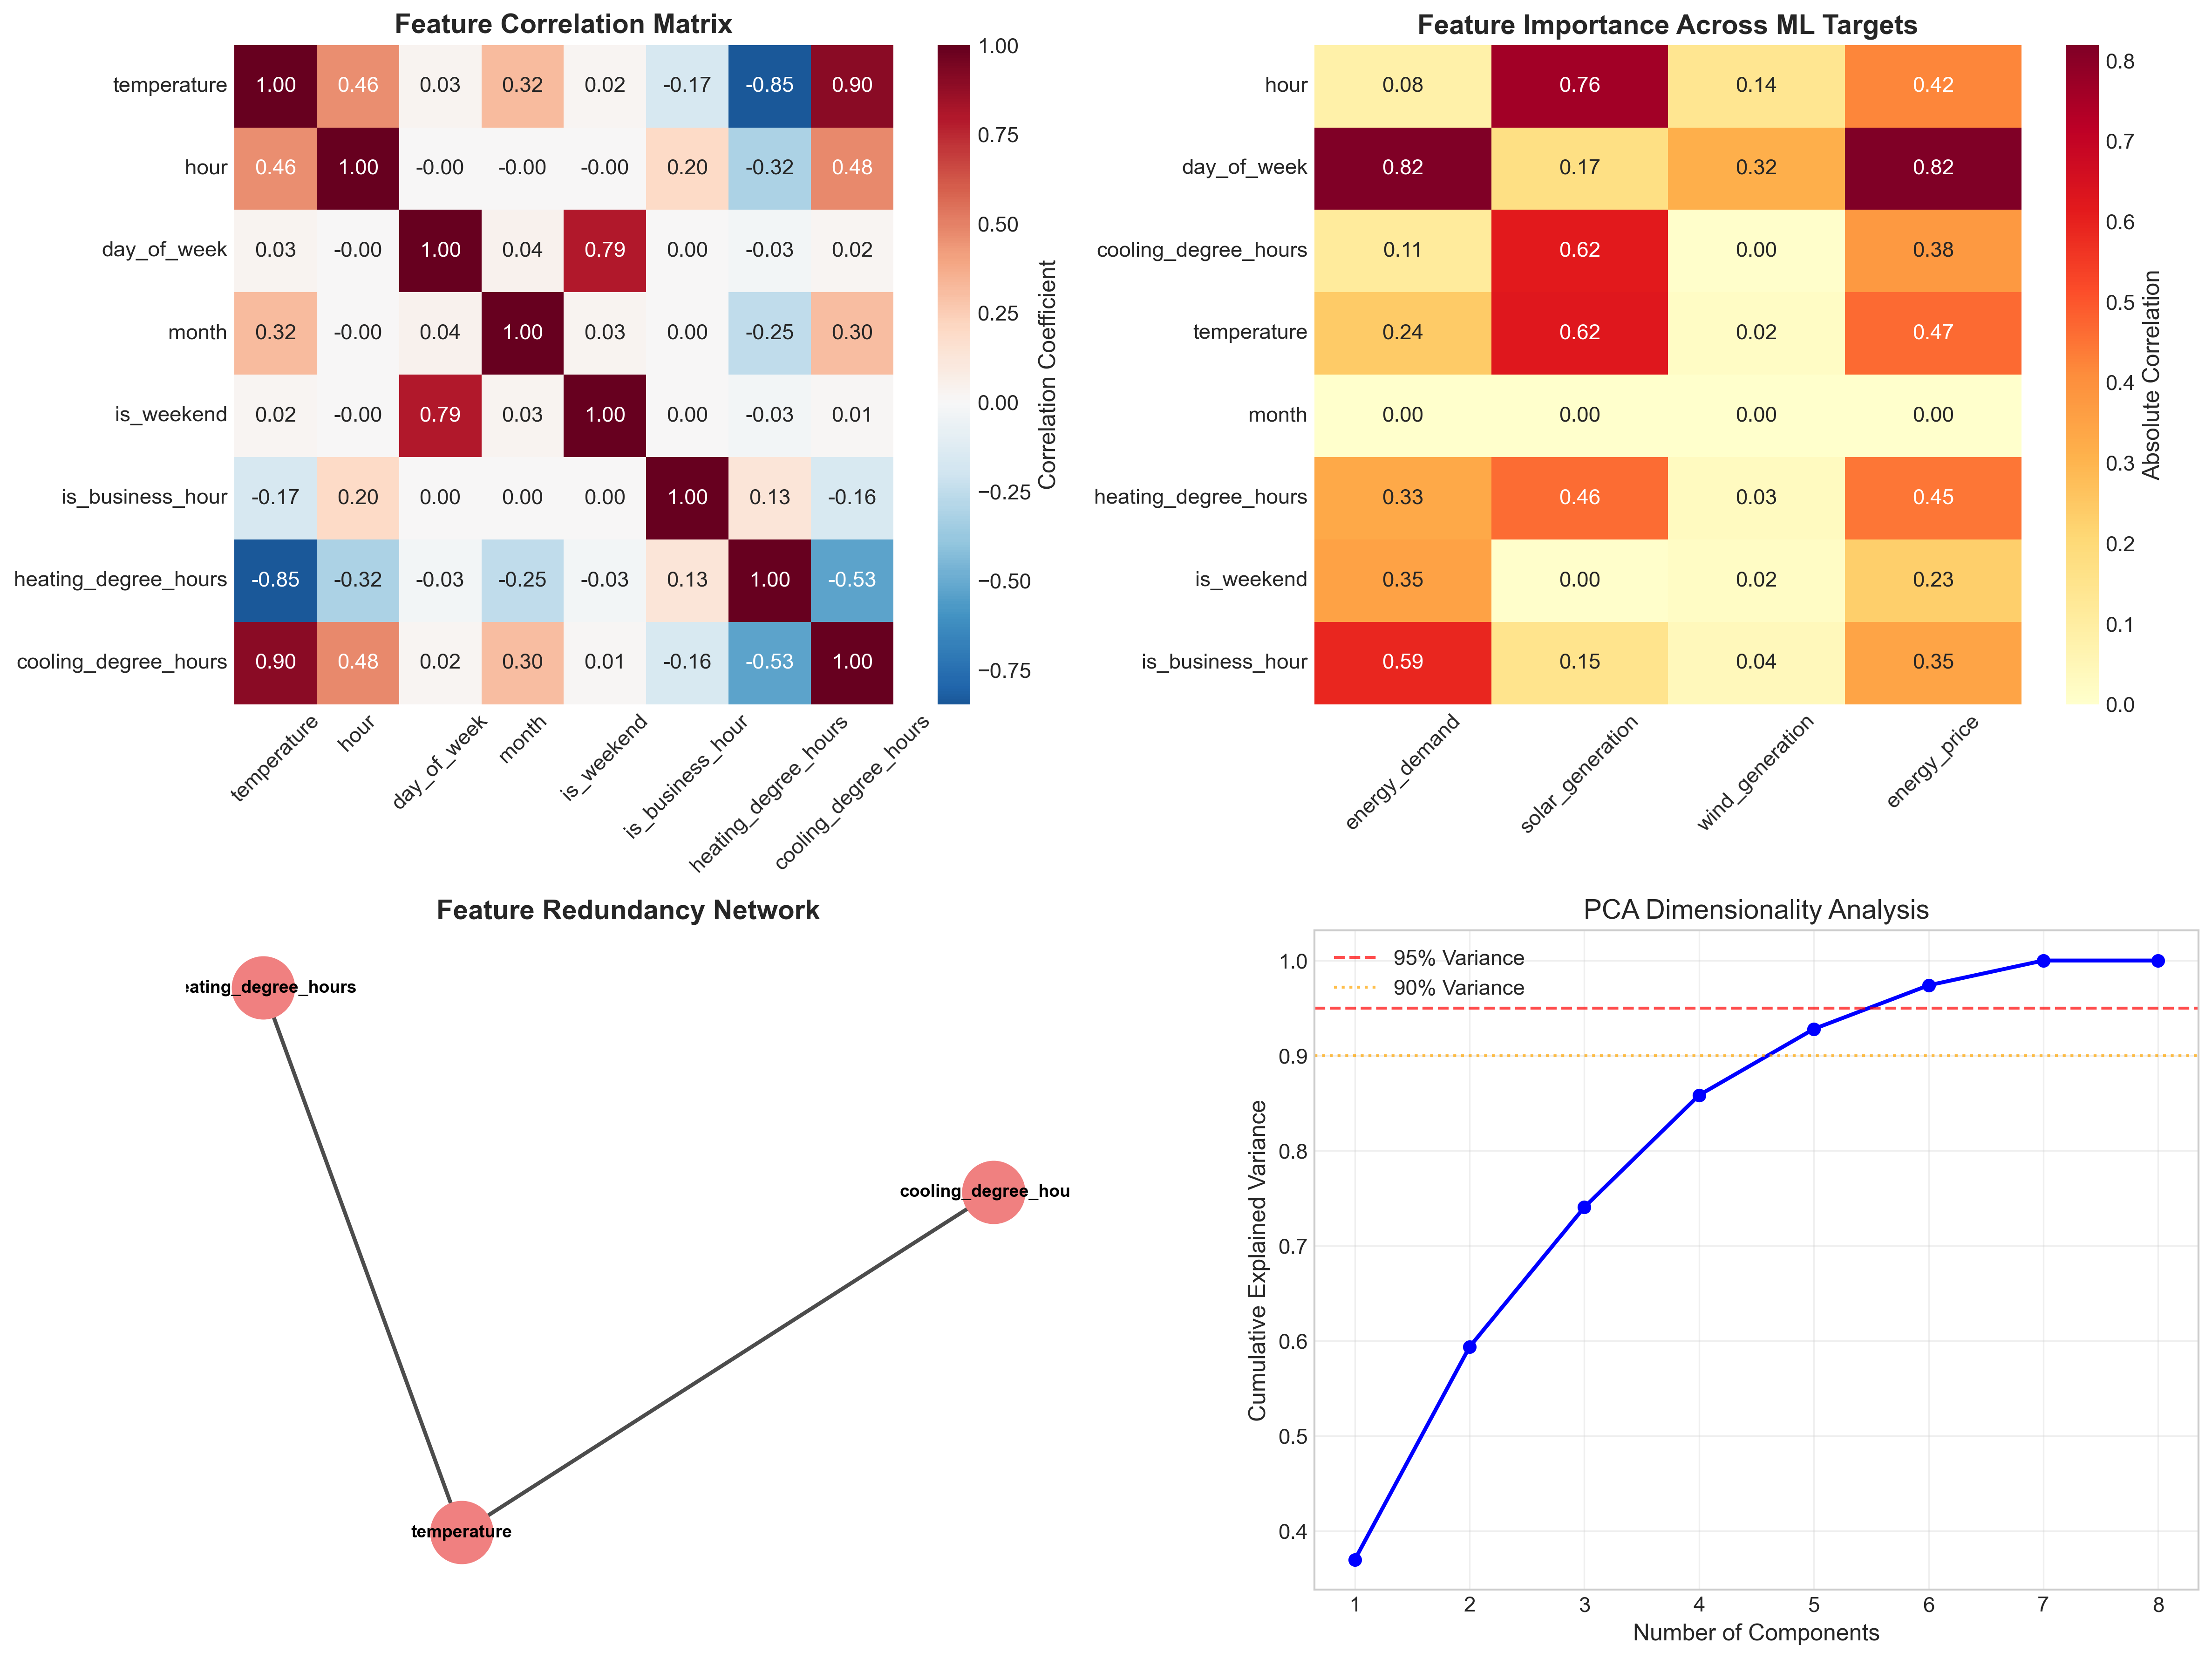 Feature Correlation Matrix
temperature 1.00 0.46 0.03 0.32 0.02 -0.17 -0.85 0.90
hour 0.46 1.00 -0.00 -0.00 -0.00 0.20 -0.32 0.48
day_of_week 0.03 -0.00 1.00 0.04 0.79 0.00 -0.03 0.02
month 0.32 -0.00 0.04 1.00 0.03 0.00 -0.25 0.30
is_weekend 0.02 -0.00 0.79 0.03 1.00 0.00 -0.03 0.01
is_business_hour -0.17 0.20 0.00 0.00 0.00 1.00 0.13 -0.16
heating_degree_hours -0.85 -0.32 -0.03 -0.25 -0.03 0.13 1.00 -0.53
cooling_degree_hours 0.90 0.48 0.02 0.30 0.01 -0.16 -0.53 1.00
temperature
hour
day_of_week
month
is_weekend
is_business_hour
heating_degree_hours
cooling_degree_hours
1.00
0.75
0.50
0.25
0.00
−0.25
−0.50
−0.75
Correlation Coefficient
Feature Importance Across ML Targets
hour 0.08 0.76 0.14 0.42
day_of_week 0.82 0.17 0.32 0.82
cooling_degree_hours 0.11 0.62 0.00 0.38
temperature 0.24 0.62 0.02 0.47
month 0.00 0.00 0.00 0.00
heating_degree_hours 0.33 0.46 0.03 0.45
is_weekend 0.35 0.00 0.02 0.23
is_business_hour 0.59 0.15 0.04 0.35
energy_demand
solar_generation
wind_generation
energy_price
0.8
0.7
0.6
0.5
0.4
0.3
0.2
0.1
0.0
Absolute Correlation
Feature Redundancy Network
eating_degree_hours
cooling_degree_hou
temperature
PCA Dimensionality Analysis
95% Variance
90% Variance
1.0
0.9
0.8
0.7
0.6
0.5
0.4
Cumulative Explained Variance
1 2 3 4 5 6 7 8
Number of Components